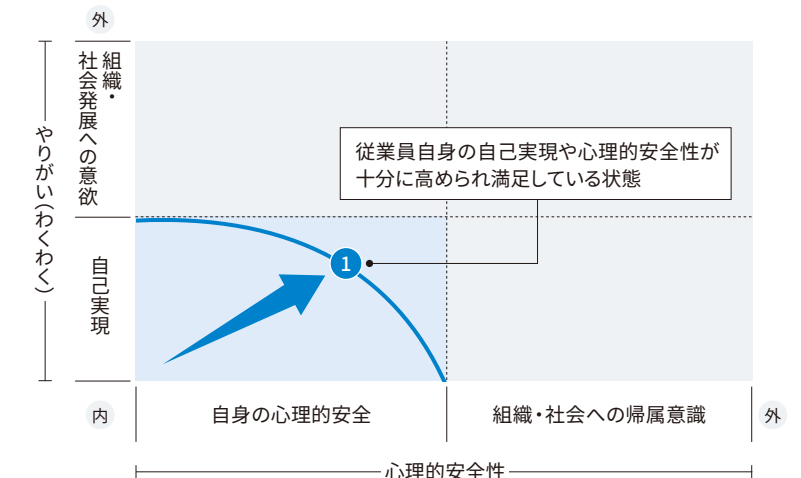 外
やりがい(わくわく)
組織・
社会発展への意欲
従業員自身の自己実現や心理的安全性が
十分に高められ満足している状態
1
自己実現
内
自身の心理的安全
組織・社会への帰属意識
外
心理的安全性